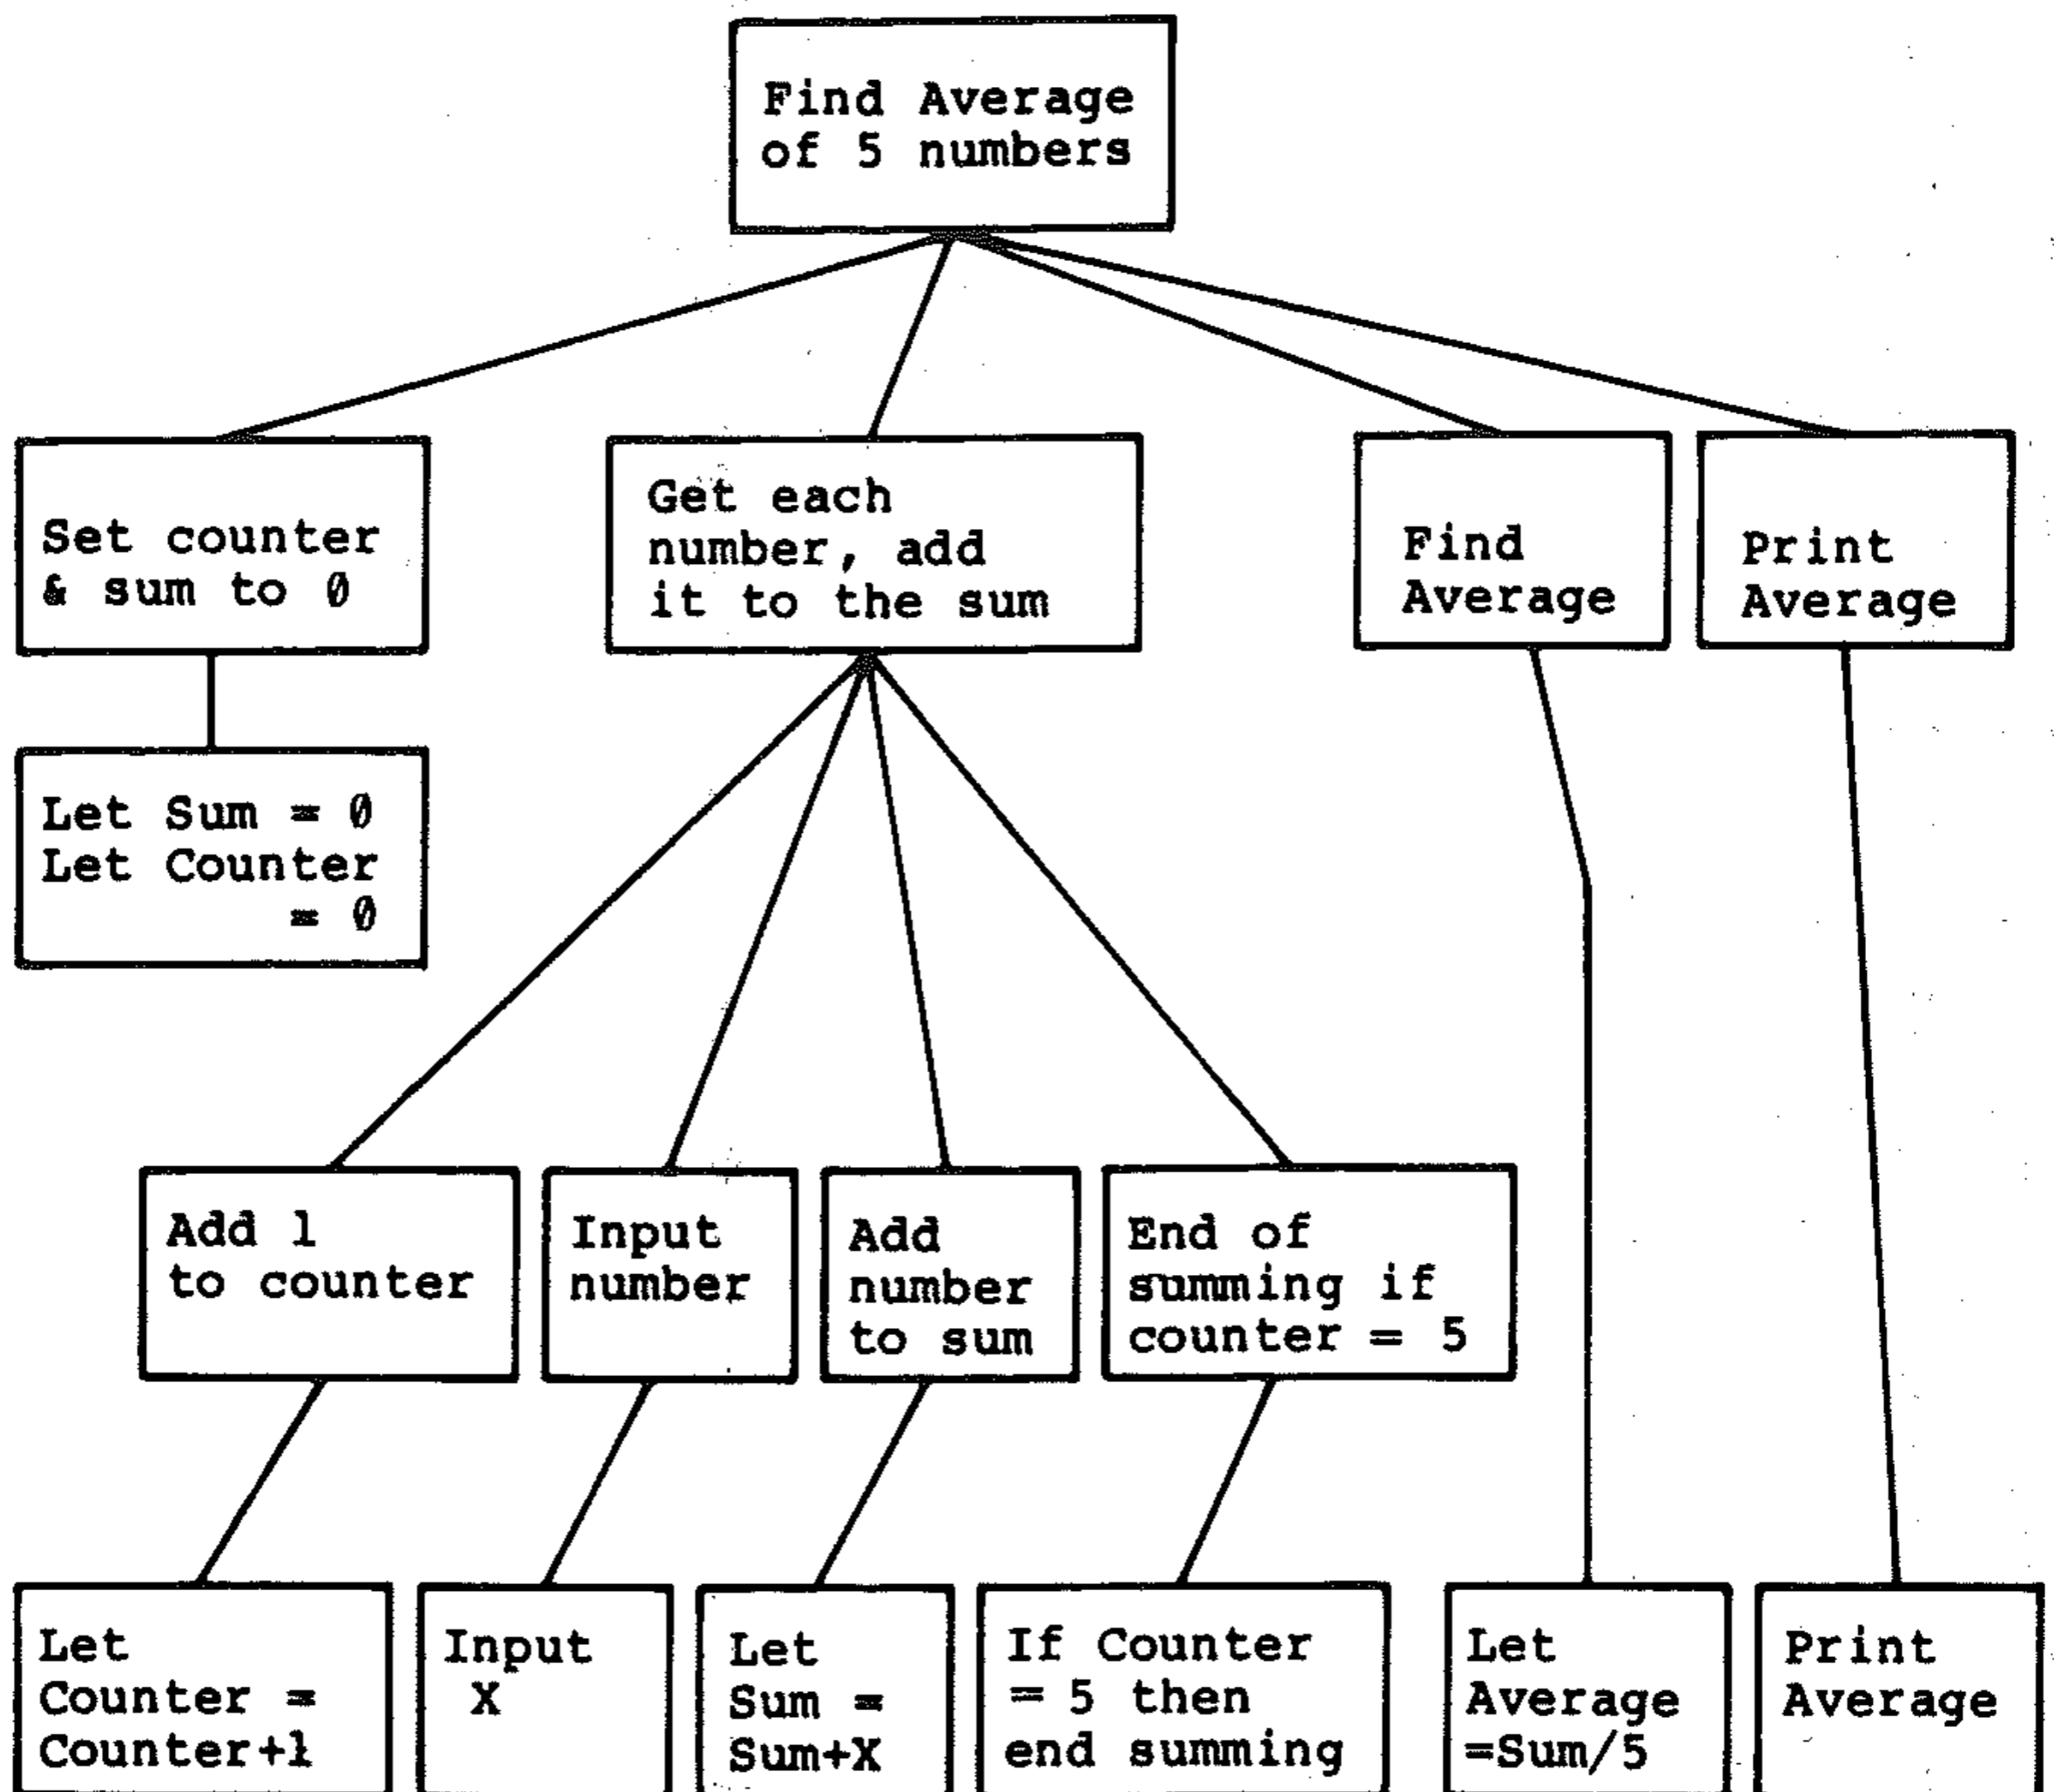 Find Average
of 5 numbers
Set counter
& sum to 0
Get each
number, add
it to the sum
Find
Average
Print
Average
Let Sum = 0
Let Counter
= 0
Add 1
to counter
Input
number
Add
number
to sum
End of
summing if
counter = 5
Let
Counter =
Counter+1
Input
X
Let
Sum =
Sum+X
If Counter
= 5 then
end summing
Let
Average
=Sum/5
Print
Average